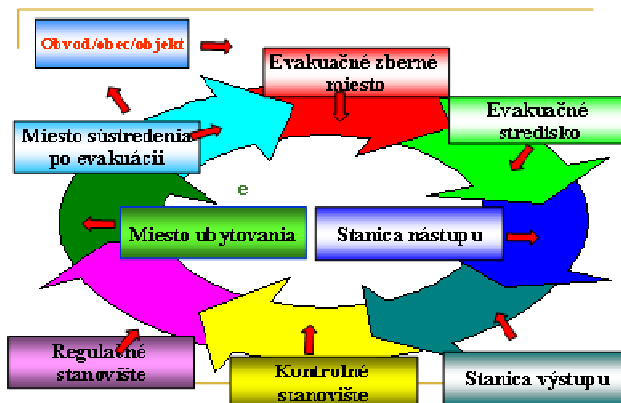 Obvod/obec/objekt
Evakuačné zberné
miesto
Evakuačné
stredisko
Miesto sústredenia
po evakuácii
e
Miesto ubytovania
Stanica nástupu
Regulačné
stanovište
Kontrolné
stanovište
Stanica výstupu